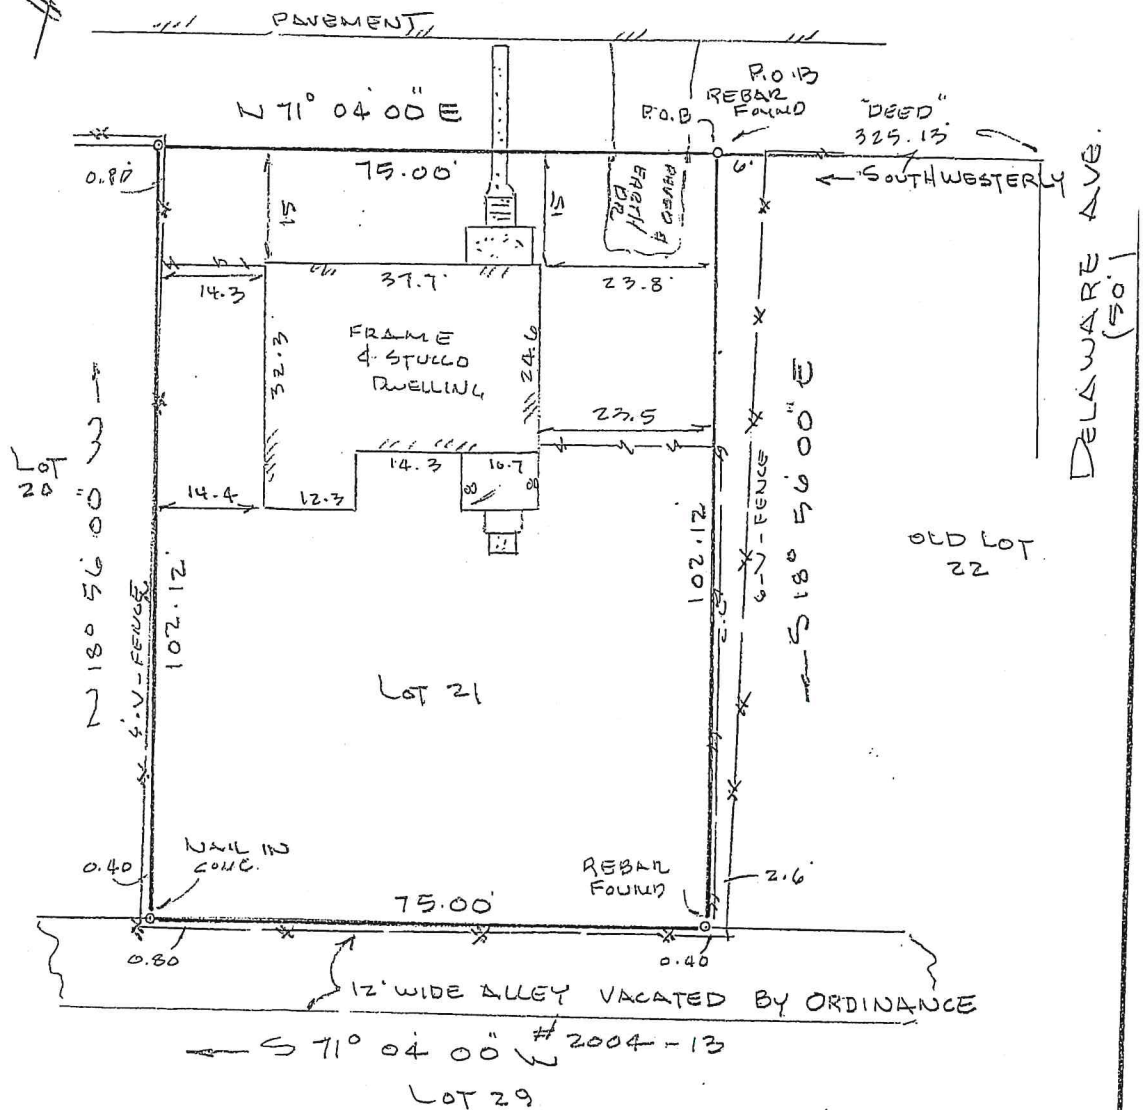 PAVEMENT
N 71° 04' 00" E
P.O.B
REBAR
FOUND
P.O.B
"DEED"
325.13'
← SOUTHWESTERLY
DELAWARE AVE.
(50')
0.80'
75.00'
6'
15
15
PAVED &
EARTH
DR.
14.3
37.7'
23.8'
FRAME
& STUCCO
DWELLING
32.3
24.6
23.5
14.3
10.7
14.4
12.3
LOT
20
N 18° 56' 00" W
4' V-FENCE
102.12'
102.12'
6' V-FENCE
S 18° 56' 00" E
OLD LOT
22
LOT 21
0.40
NAIL IN
CONC.
REBAR
FOUND
2.6'
75.00'
0.80
0.40
12' WIDE ALLEY VACATED BY ORDINANCE
# 2004-13
S 71° 04' 00" W
LOT 29